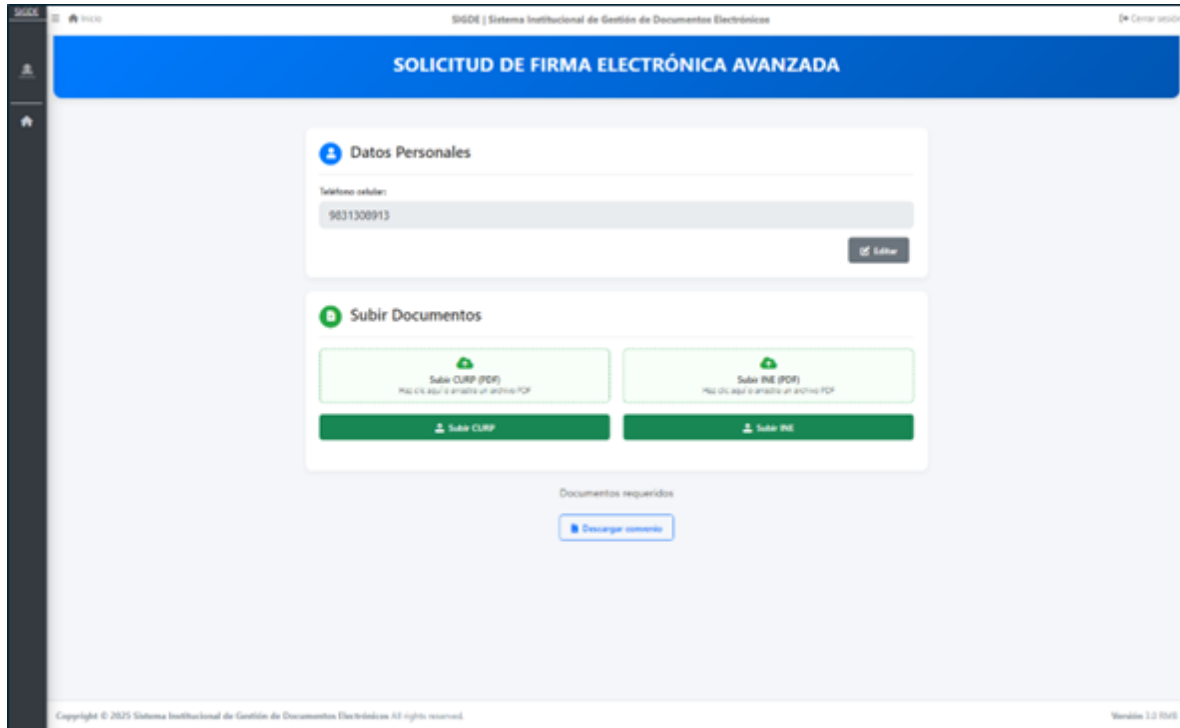 SIGDE
Inicio
SIGDE | Sistema Institucional de Gestión de Documentos Electrónicos
Cerrar sesión
SOLICITUD DE FIRMA ELECTRÓNICA AVANZADA
Datos Personales
Teléfono celular:
9831308913
Editar
Subir Documentos
Subir CURP (PDF)
Haz clic aquí o arrastra un archivo PDF
Subir INE (PDF)
Haz clic aquí o arrastra un archivo PDF
Subir CURP
Subir INE
Documentos requeridos
Descargar convenio
Copyright © 2025 Sistema Institucional de Gestión de Documentos Electrónicos All rights reserved.
Versión 3.0